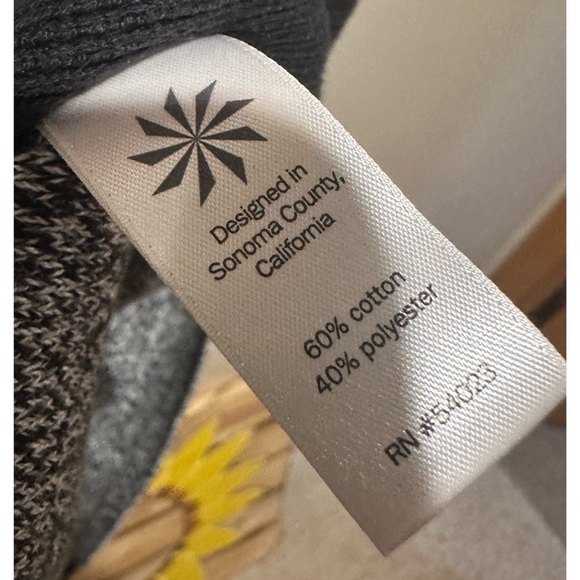 Designed in
Sonoma County,
California
60% cotton
40% polyester
RN #54023